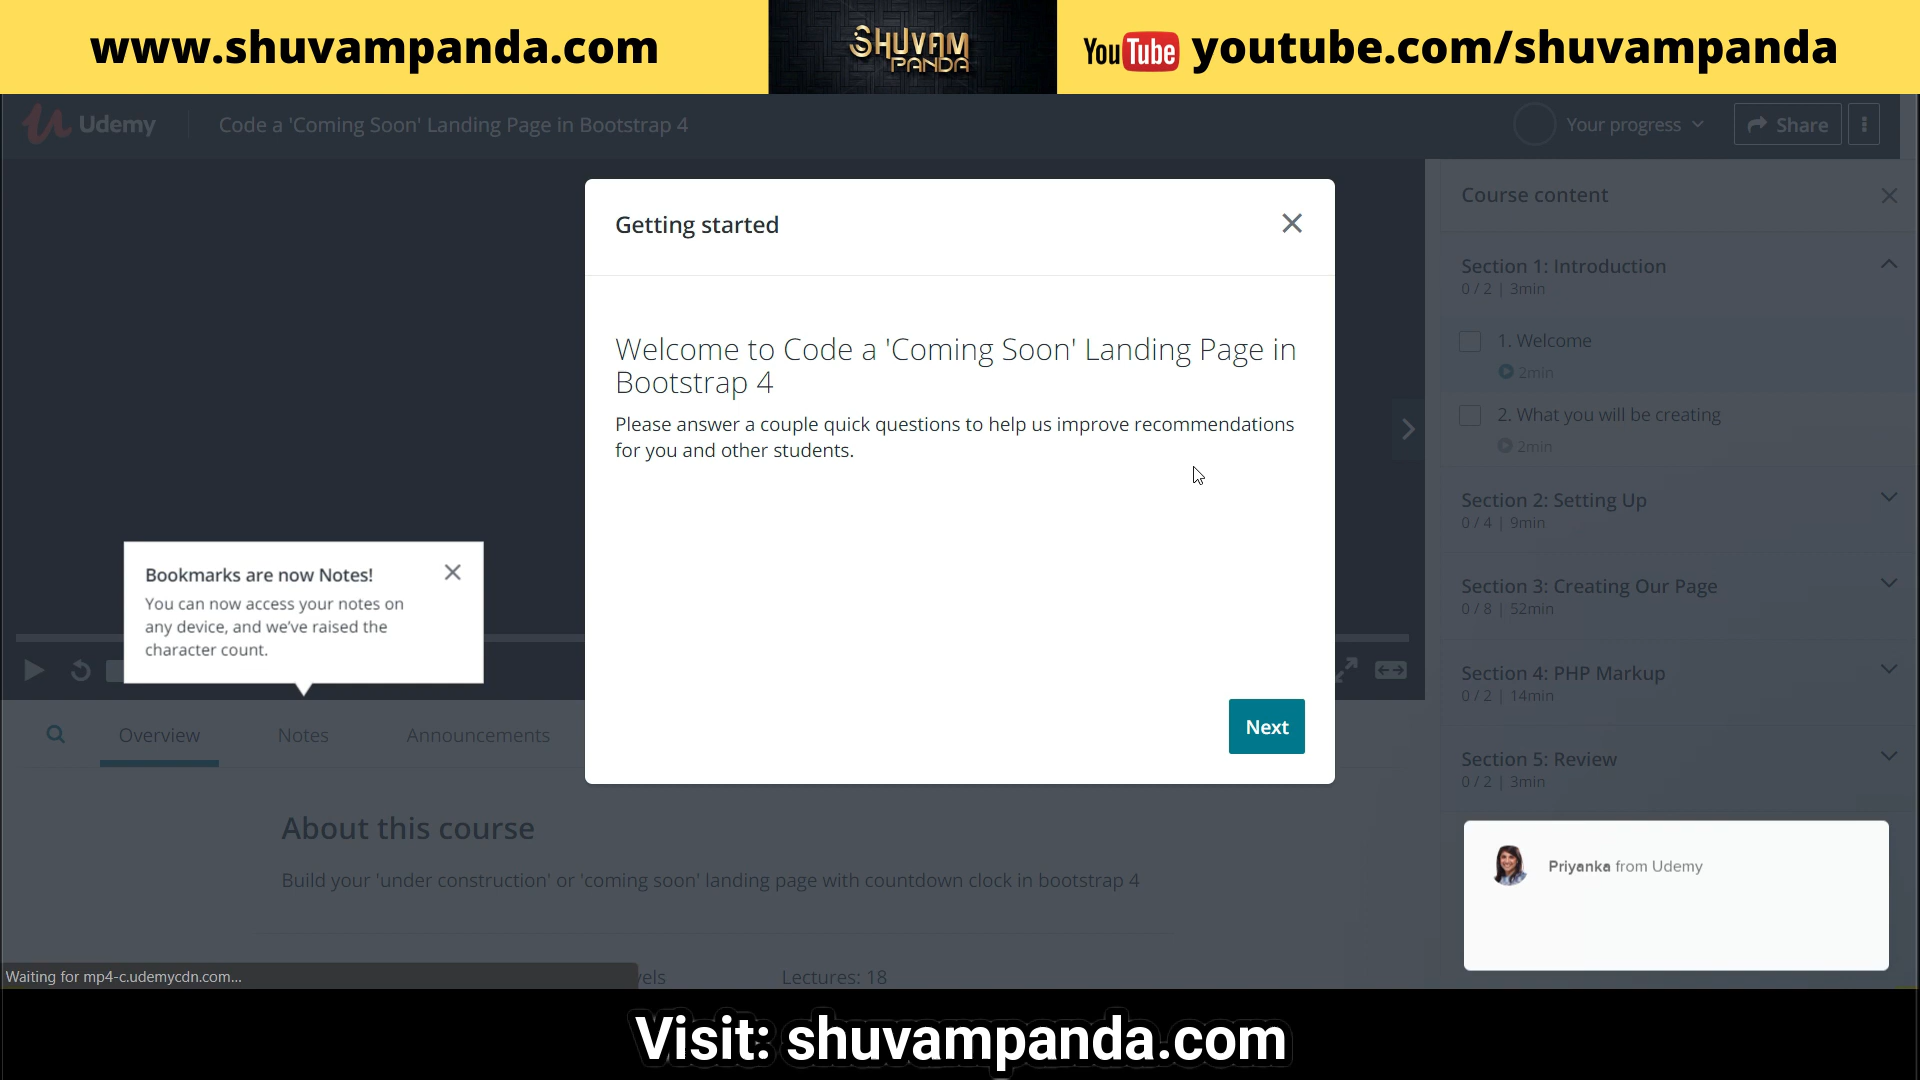 www.shuvampanda.com
SHUVAM
PANDA
YouTube youtube.com/shuvampanda
Udemy
Code a 'Coming Soon' Landing Page in Bootstrap 4
Your progress
Share
Getting started
Welcome to Code a 'Coming Soon' Landing Page in
Bootstrap 4
Please answer a couple quick questions to help us improve recommendations
for you and other students.
Next
Course content
Section 1: Introduction
0 / 2 | 3min
1. Welcome
2min
2. What you will be creating
2min
Section 2: Setting Up
0 / 4 | 9min
Section 3: Creating Our Page
0 / 8 | 52min
Section 4: PHP Markup
0 / 2 | 14min
Section 5: Review
0 / 2 | 3min
Bookmarks are now Notes!
You can now access your notes on
any device, and we've raised the
character count.
Overview
Notes
Announcements
About this course
Build your 'under construction' or 'coming soon' landing page with countdown clock in bootstrap 4
Lectures: 18
Priyanka from Udemy
Waiting for mp4-c.udemycdn.com...
Visit: shuvampanda.com